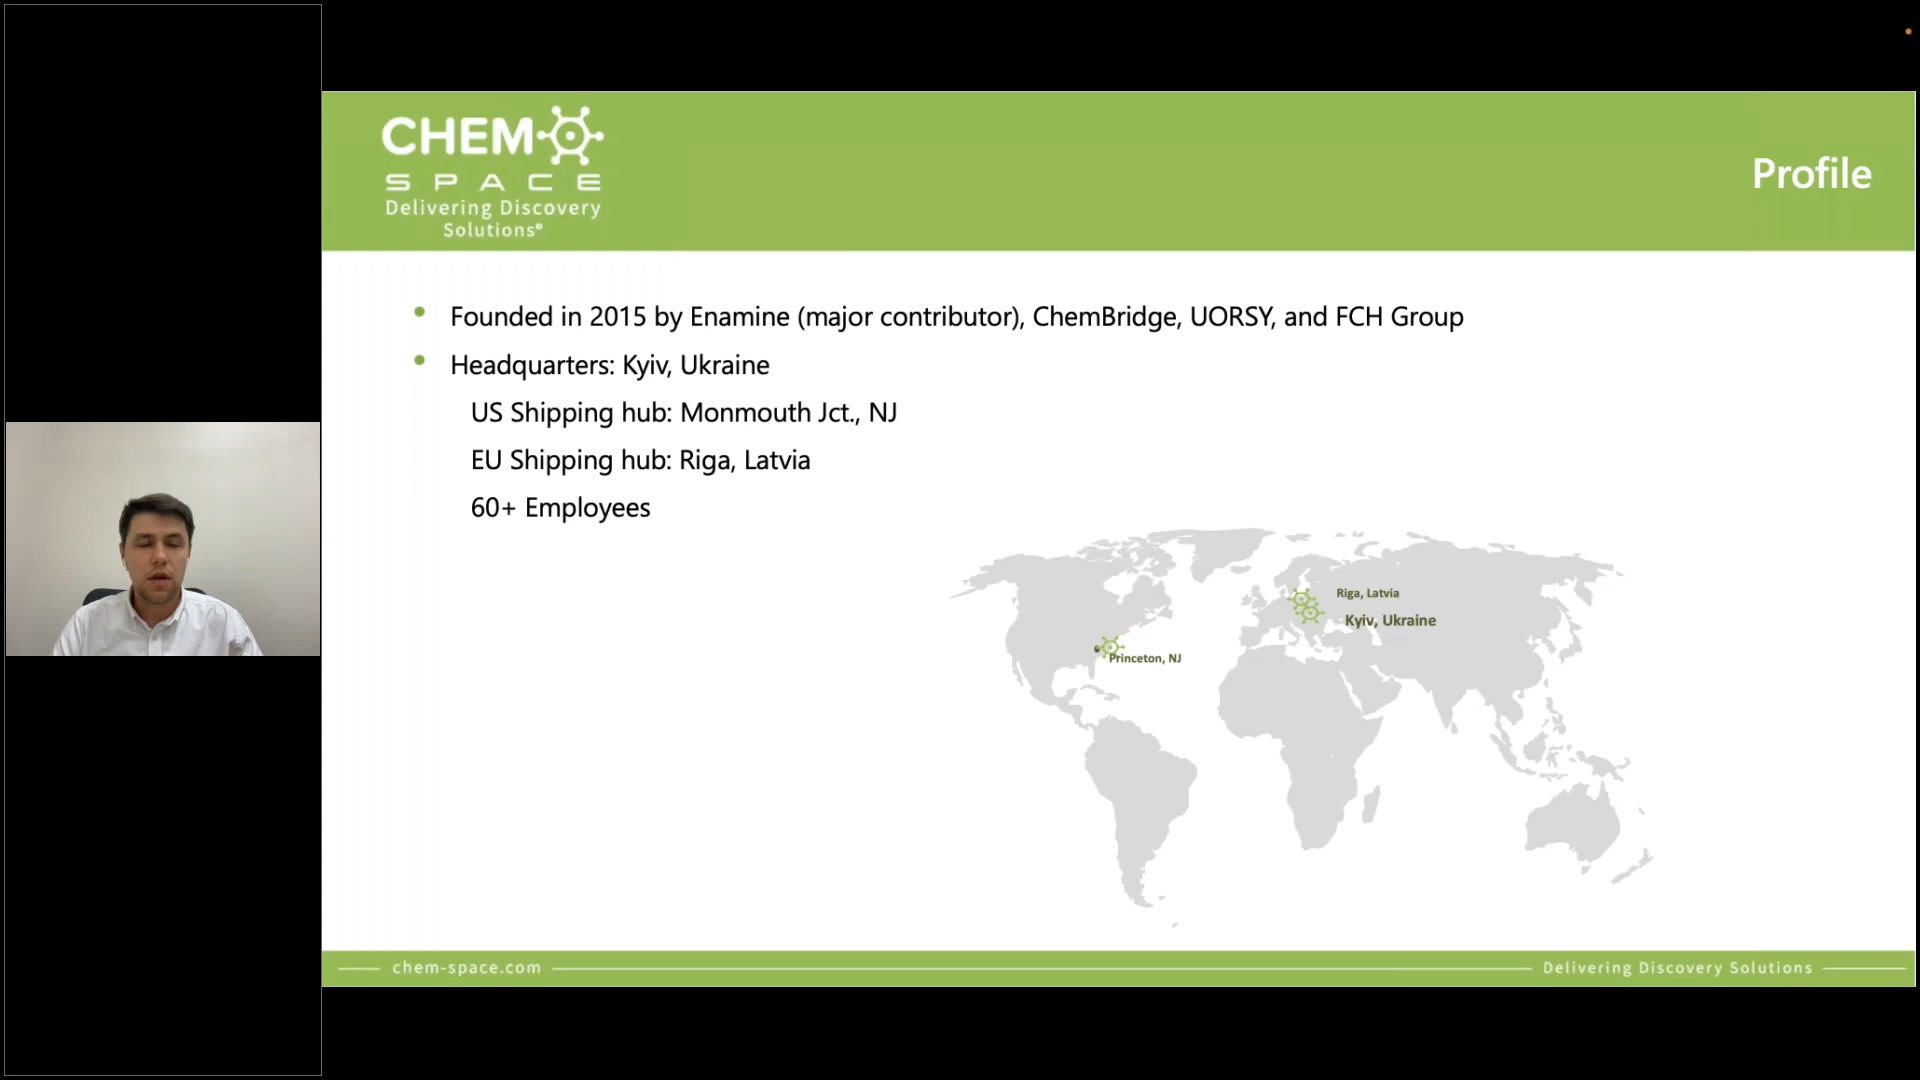 CHEM
SPACE
Delivering Discovery
Solutions®
Profile
Founded in 2015 by Enamine (major contributor), ChemBridge, UORSY, and FCH Group
Headquarters: Kyiv, Ukraine
US Shipping hub: Monmouth Jct., NJ
EU Shipping hub: Riga, Latvia
60+ Employees
Riga, Latvia
Kyiv, Ukraine
Princeton, NJ
chem-space.com
Delivering Discovery Solutions